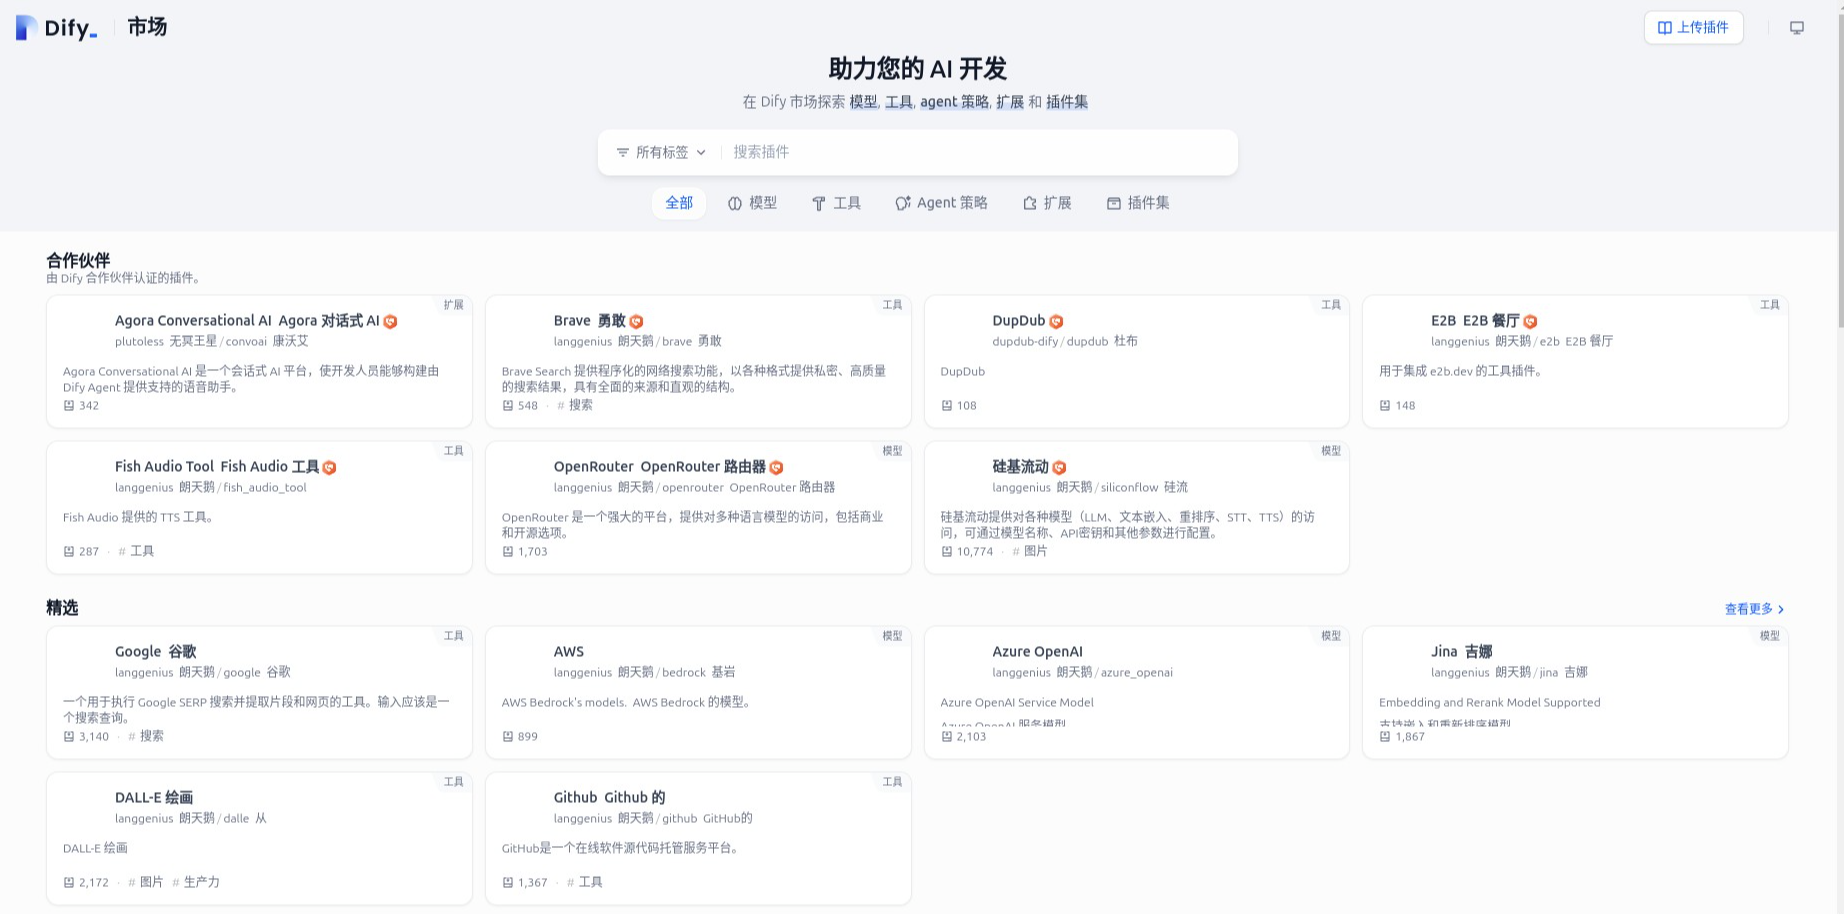 Dify_ 市场
上传插件
助力您的 AI 开发
在 Dify 市场探索 模型, 工具, agent 策略, 扩展 和 插件集
所有标签 搜索插件
全部 模型 工具 Agent 策略 扩展 插件集
合作伙伴
由 Dify 合作伙伴认证的插件。
扩展
Agora Conversational AI Agora 对话式 AI
plutoless 无冥王星 / convoai 康沃艾
Agora Conversational AI 是一个会话式 AI 平台，使开发人员能够构建由
Dify Agent 提供支持的语音助手。
342
工具
Brave 勇敢
langgenius 朗天鹅 / brave 勇敢
Brave Search 提供程序化的网络搜索功能，以各种格式提供私密、高质量
的搜索结果，具有全面的来源和直观的结构。
548 · # 搜索
工具
DupDub
dupdub-dify / dupdub 杜布
DupDub
108
工具
E2B E2B 餐厅
langgenius 朗天鹅 / e2b E2B 餐厅
用于集成 e2b.dev 的工具插件。
148
工具
Fish Audio Tool Fish Audio 工具
langgenius 朗天鹅 / fish_audio_tool
Fish Audio 提供的 TTS 工具。
287 · # 工具
模型
OpenRouter OpenRouter 路由器
langgenius 朗天鹅 / openrouter OpenRouter 路由器
OpenRouter 是一个强大的平台，提供对多种语言模型的访问，包括商业
和开源选项。
1,703
模型
硅基流动
langgenius 朗天鹅 / siliconflow 硅流
硅基流动提供对各种模型（LLM、文本嵌入、重排序、STT、TTS）的访
问，可通过模型名称、API密钥和其他参数进行配置。
10,774 · # 图片
精选
查看更多
工具
Google 谷歌
langgenius 朗天鹅 / google 谷歌
一个用于执行 Google SERP 搜索并提取片段和网页的工具。输入应该是一
个搜索查询。
3,140 · # 搜索
模型
AWS
langgenius 朗天鹅 / bedrock 基岩
AWS Bedrock's models. AWS Bedrock 的模型。
899
模型
Azure OpenAI
langgenius 朗天鹅 / azure_openai
Azure OpenAI Service Model
Azure OpenAI 服务模型
2,103
模型
Jina 吉娜
langgenius 朗天鹅 / jina 吉娜
Embedding and Rerank Model Supported
支持嵌入和重新排序模型
1,867
工具
DALL-E 绘画
langgenius 朗天鹅 / dalle 从
DALL-E 绘画
2,172 · # 图片 # 生产力
工具
Github Github 的
langgenius 朗天鹅 / github GitHub的
GitHub是一个在线软件源代码托管服务平台。
1,367 · # 工具